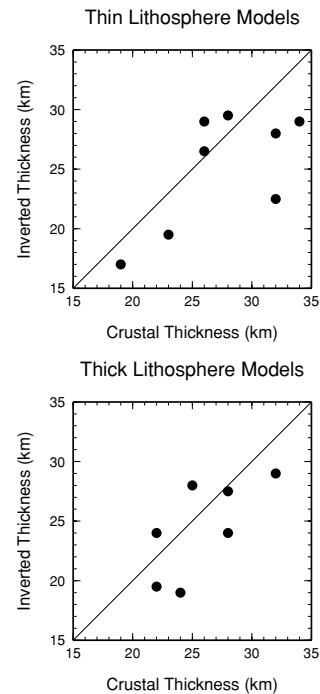 Thin Lithosphere Models
35
30
25
20
15
Inverted Thickness (km)
15 20 25 30 35
Crustal Thickness (km)
Thick Lithosphere Models
35
30
25
20
15
Inverted Thickness (km)
15 20 25 30 35
Crustal Thickness (km)